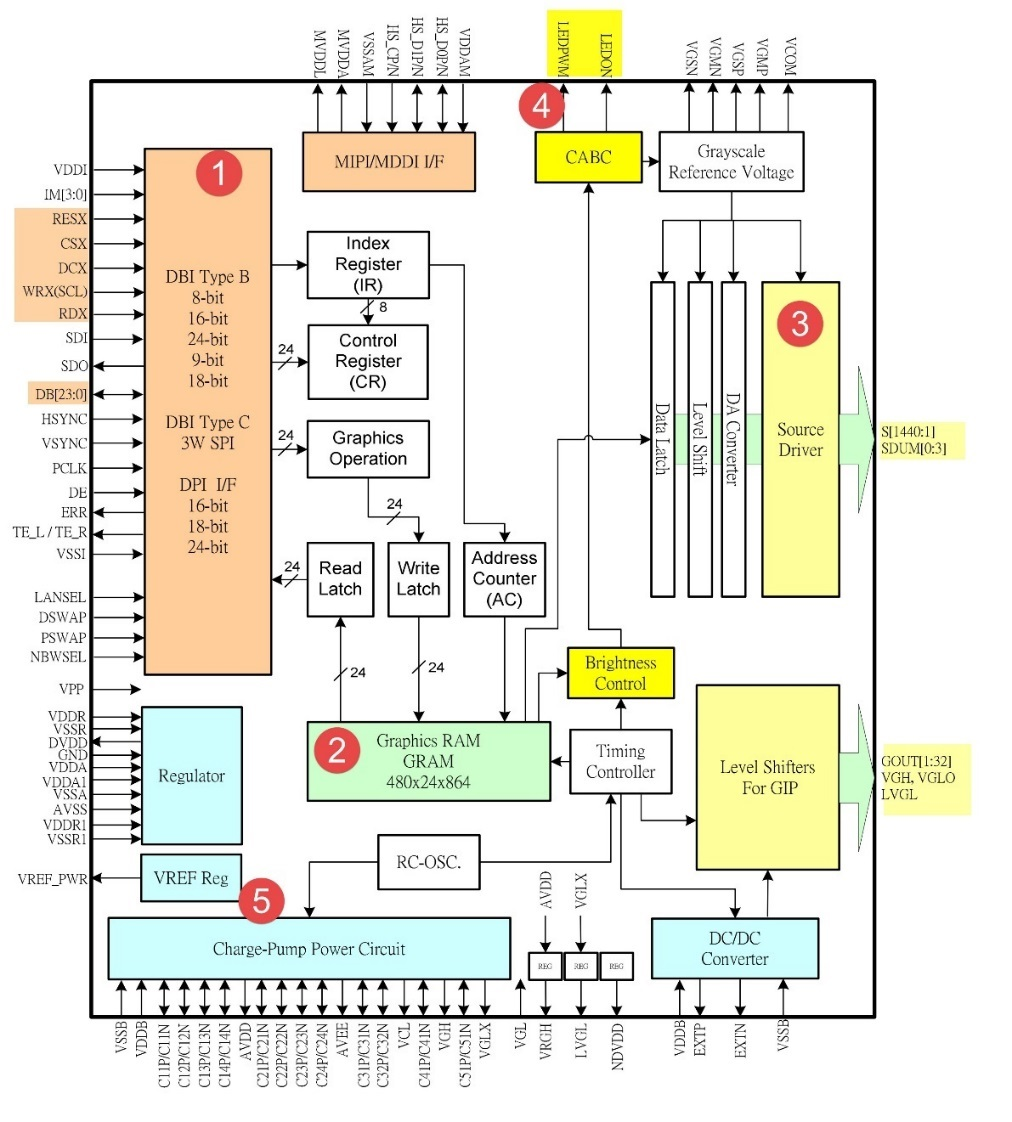 MVDDL
MVDDA
VSSAM
HS_CP/N
HS_D1P/N
HS_D0P/N
VDDAM
LEDPWM
LEDON
VGSN
VGMN
VGSP
VGMP
VCOM
4
1
MIPI/MDDI I/F
CABC
Grayscale
Reference Voltage
VDDI
IM[3:0]
RESX
CSX
DCX
WRX(SCL)
RDX
SDI
SDO
DB[23:0]
HSYNC
VSYNC
PCLK
DE
ERR
TE_L / TE_R
VSSI
LANSEL
DSWAP
PSWAP
NBWSEL
VPP
DBI Type B
8-bit
16-bit
24-bit
9-bit
18-bit
DBI Type C
3W SPI
DPI I/F
16-bit
18-bit
24-bit
Index
Register
(IR)
8
24
Control
Register
(CR)
24
Graphics
Operation
24
24
Read
Latch
Write
Latch
Address
Counter
(AC)
24
24
3
Data Latch
Level Shift
DA Converter
Source
Driver
S[1440:1]
SDUM[0:3]
Brightness
Control
2
Graphics RAM
GRAM
480x24x864
Timing
Controller
Level Shifters
For GIP
GOUT[1:32]
VGH, VGLO
LVGL
VDDR
VSSR
DVDD
GND
VDDA
VDDA1
VSSA
AVSS
VDDR1
VSSR1
Regulator
VREF_PWR
VREF Reg
5
RC-OSC.
AVDD
VGLX
Charge-Pump Power Circuit
REG
REG
REG
DC/DC
Converter
VSSB
VDDB
C11P/C11N
C12P/C12N
C13P/C13N
C14P/C14N
AVDD
C21P/C21N
C22P/C22N
C23P/C23N
C24P/C24N
AVEE
C31P/C31N
C32P/C32N
VCL
C41P/C41N
VGH
C51P/C51N
VGLX
VGL
VRGH
LVGL
NDVDD
VDDB
EXTP
EXTN
VSSB